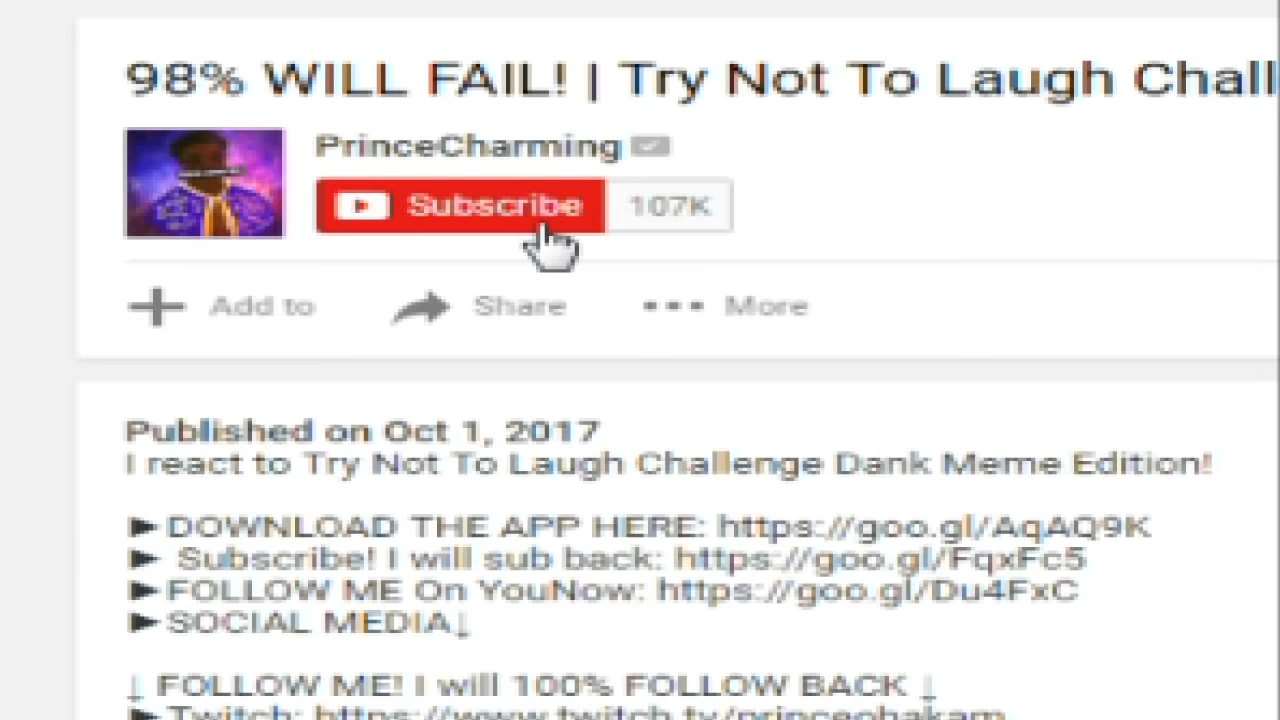 98% WILL FAIL! | Try Not To Laugh Chall
PrinceCharming
Subscribe 107K
Add to Share More
Published on Oct 1, 2017
I react to Try Not To Laugh Challenge Dank Meme Edition!
►DOWNLOAD THE APP HERE: https://goo.gl/AqAQ9K
► Subscribe! I will sub back: https://goo.gl/FqxFc5
►FOLLOW ME On YouNow: https://goo.gl/Du4FxC
►SOCIAL MEDIA↓
↓ FOLLOW ME! I will 100% FOLLOW BACK ↓
►Twitch: https://www.twitch.tv/princeohakam